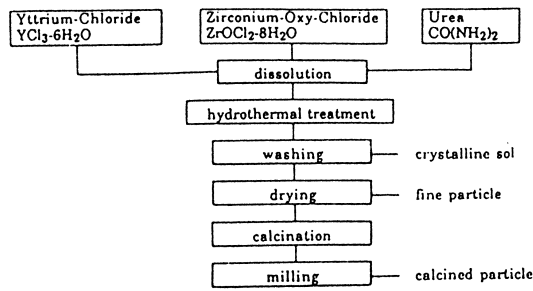 Yttrium-Chloride
YCl3-6H2O
Zirconium-Oxy-Chloride
ZrOCl2-8H2O
Urea
CO(NH2)2
dissolution
hydrothermal treatment
washing
crystalline sol
drying
fine particle
calcination
milling
calcined particle